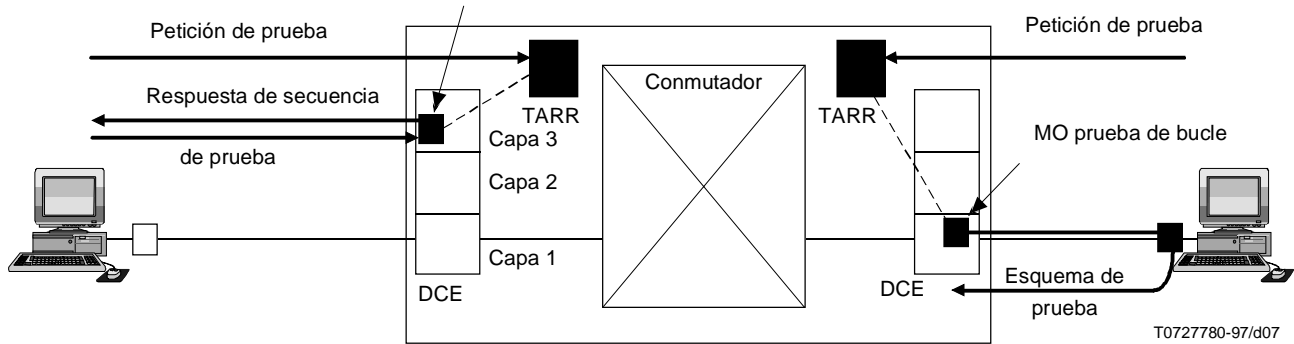 Petición de prueba
Petición de prueba
Conmutador
Respuesta de secuencia
de prueba
TARR
TARR
MO prueba de bucle
Capa 3
Capa 2
Capa 1
DCE
DCE
Esquema de
prueba
T0727780-97/d07